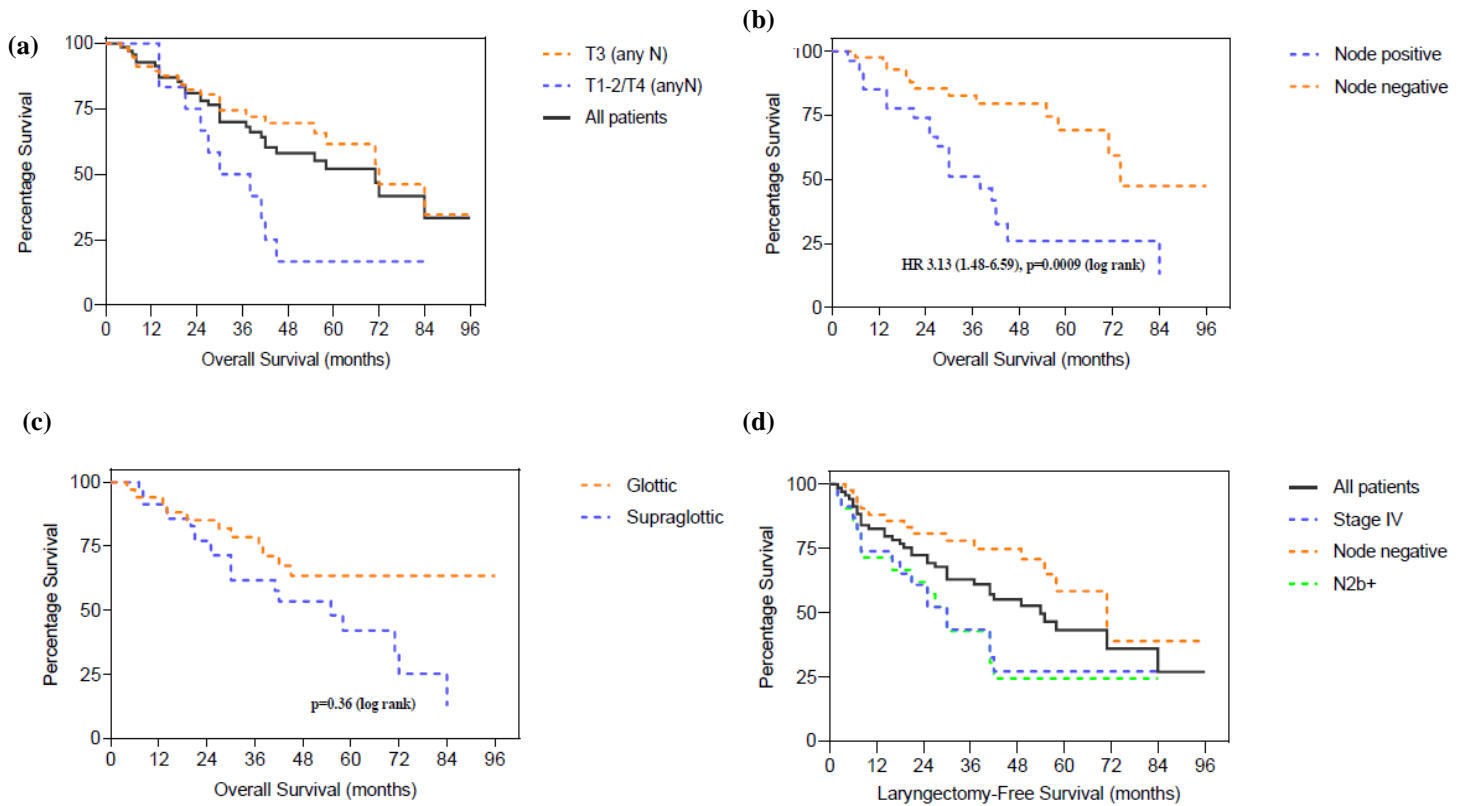 (a)
100
75
50
25
0
0 12 24 36 48 60 72 84 96
Percentage Survival
Overall Survival (months)
T3 (any N)
T1-2/T4 (anyN)
All patients
(b)
100
75
50
25
0
0 12 24 36 48 60 72 84 96
Percentage Survival
Overall Survival (months)
HR 3.13 (1.48-6.59), p=0.0009 (log rank)
Node positive
Node negative
(c)
100
75
50
25
0
0 12 24 36 48 60 72 84 96
Percentage Survival
Overall Survival (months)
p=0.36 (log rank)
Glottic
Supraglottic
(d)
100
75
50
25
0
0 12 24 36 48 60 72 84 96
Percentage Survival
Laryngectomy-Free Survival (months)
All patients
Stage IV
Node negative
N2b+